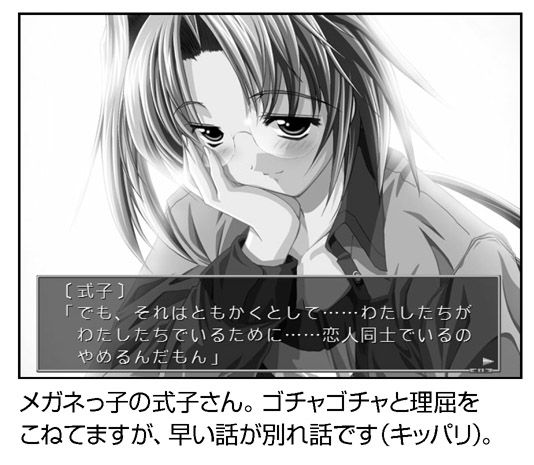 ［式子］
「でも、それはともかくとして……わたしたちが
わたしたちでいるために……恋人同士でいるの
やめるんだもん」
メガネっ子の式子さん。ゴチャゴチャと理屈を
こねてますが、早い話が別れ話です（キッパリ）。